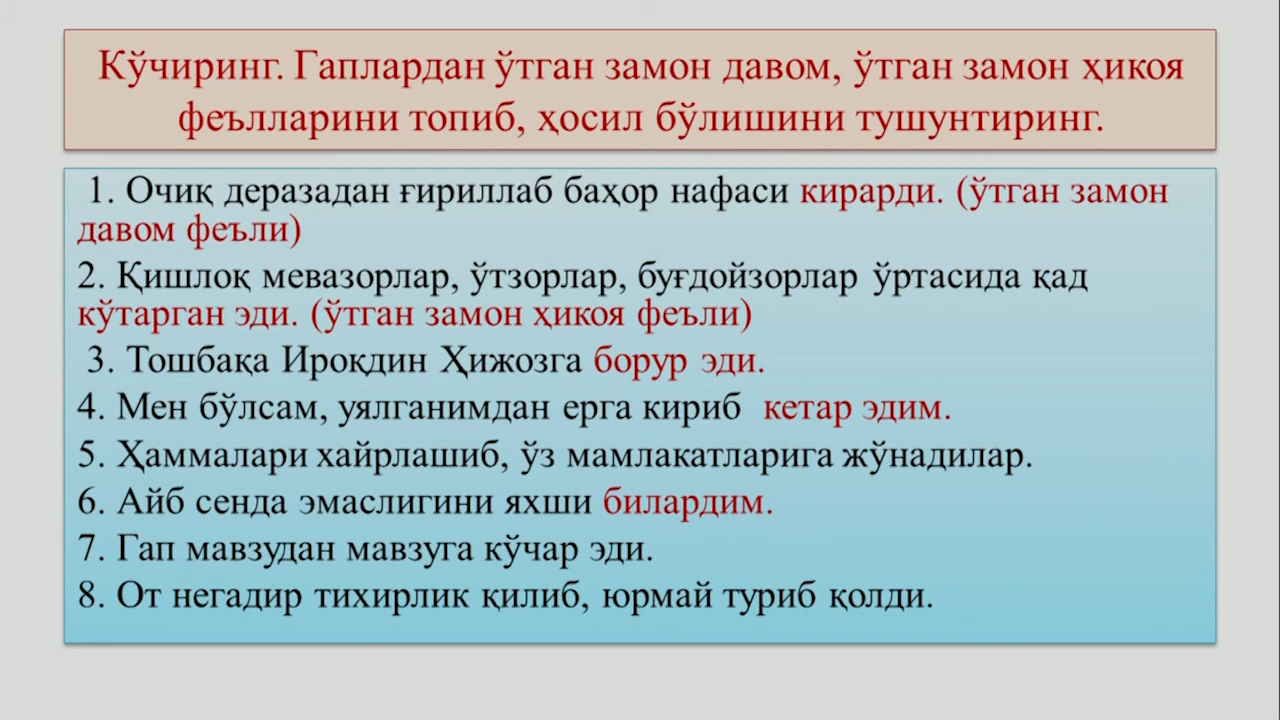 Кўчиринг. Гаплардан ўтган замон давом, ўтган замон ҳикоя
феълларини топиб, ҳосил бўлишини тушунтиринг.
1. Очиқ деразадан ғириллаб баҳор нафаси кирарди. (ўтган замон
давом феъли)
2. Қишлоқ мевазорлар, ўтзорлар, буғдойзорлар ўртасида қад
кўтарган эди. (ўтган замон ҳикоя феъли)
3. Тошбақа Ироқдин Ҳижозга борур эди.
4. Мен бўлсам, уялганимдан ерга кириб кетар эдим.
5. Ҳаммалари хайрлашиб, ўз мамлакатларига жўнадилар.
6. Айб сенда эмаслигини яхши билардим.
7. Гап мавзудан мавзуга кўчар эди.
8. От негадир тихирлик қилиб, юрмай туриб қолди.